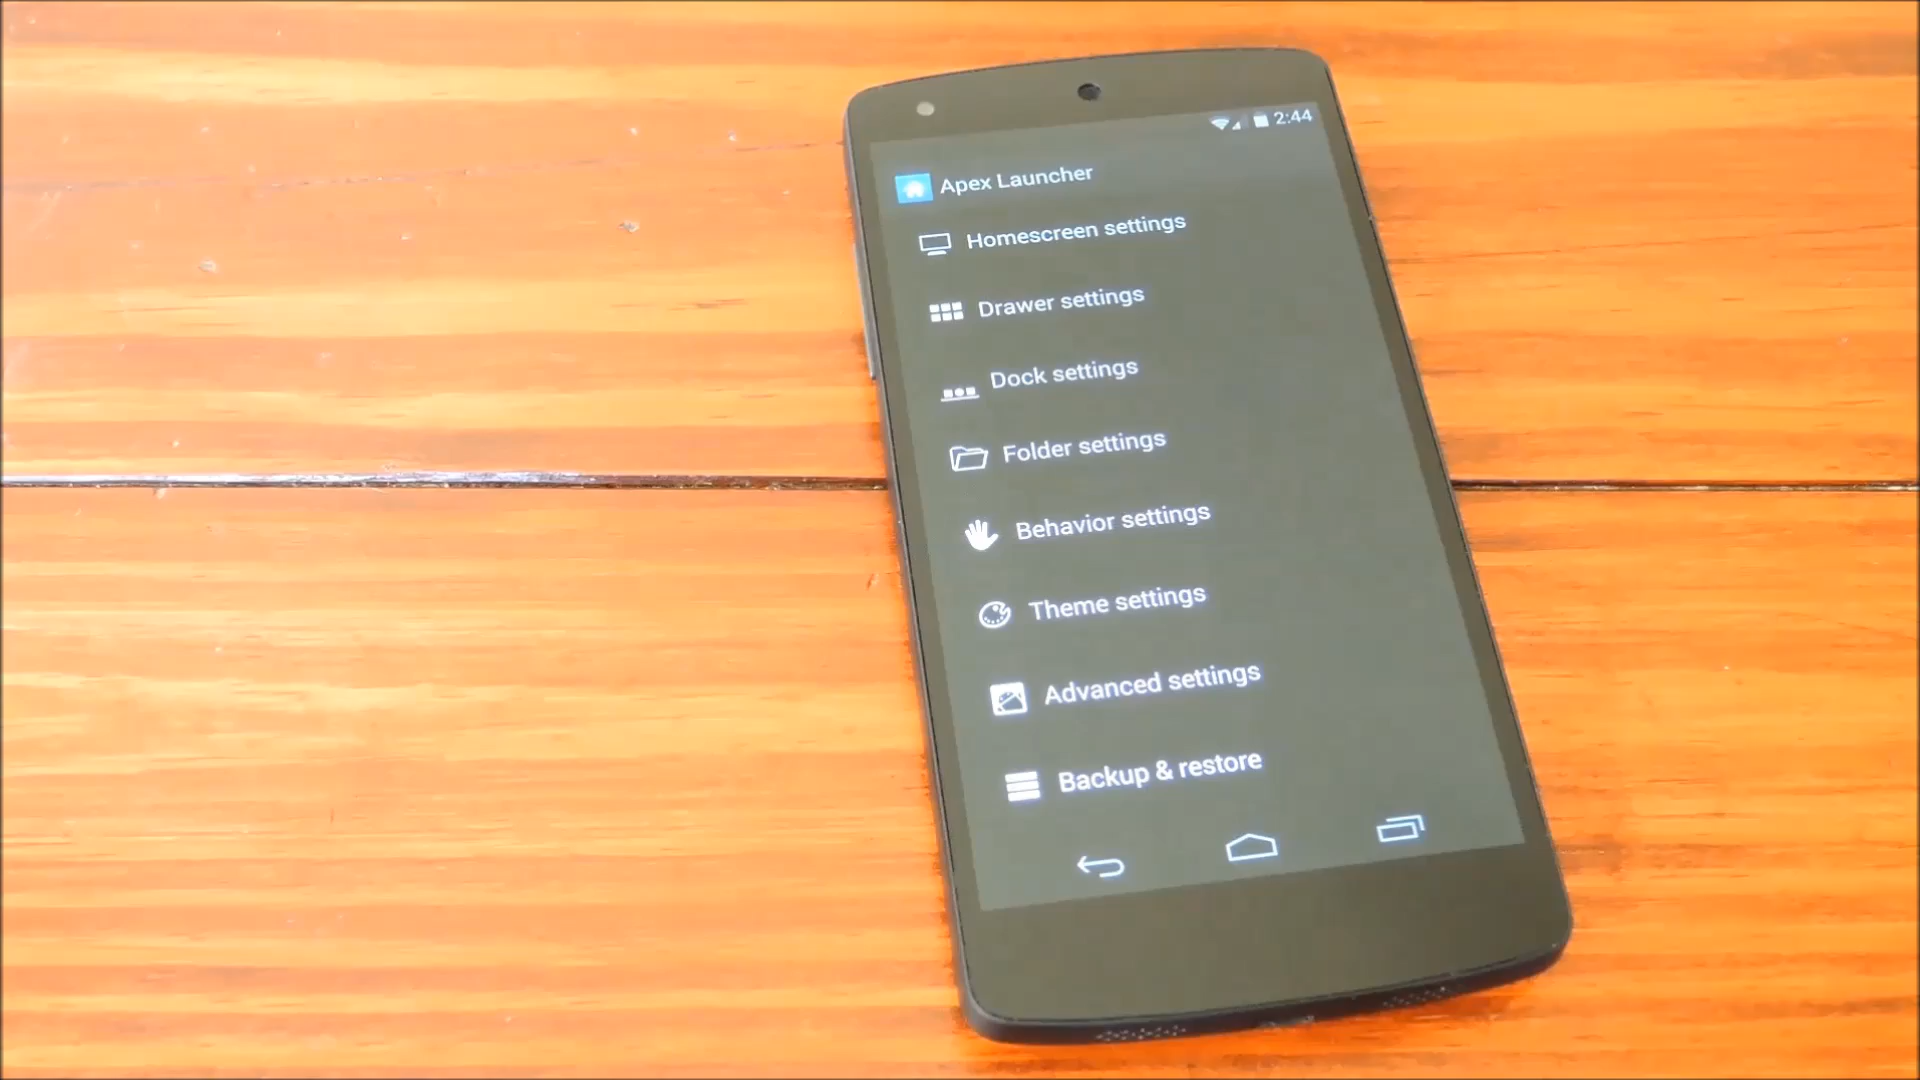 2:44
Apex Launcher
Homescreen settings
Drawer settings
Dock settings
Folder settings
Behavior settings
Theme settings
Advanced settings
Backup & restore